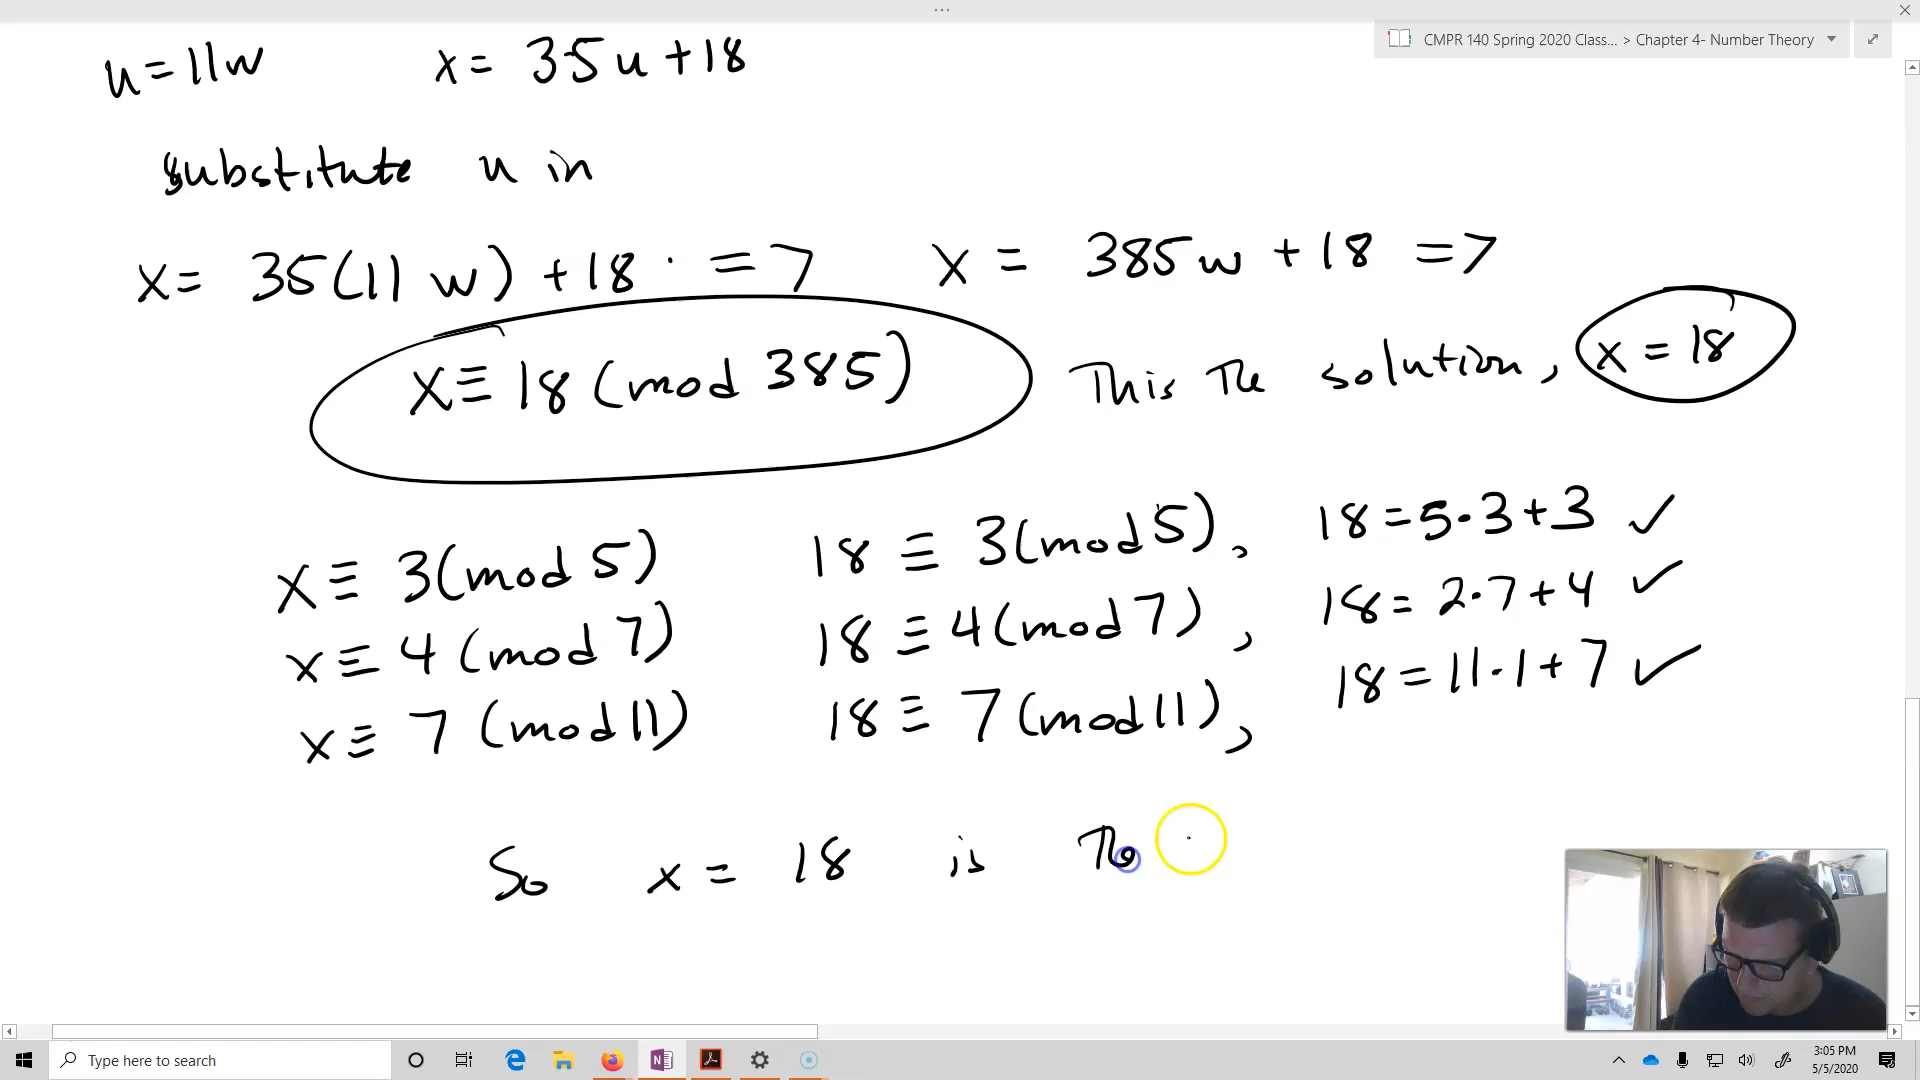 CMPR 140 Spring 2020 Class... > Chapter 4- Number Theory
u=11w x= 35u+18
substitute u in
x= 35(11 w) +18 . => x = 385w +18 =>
x≡ 18 (mod 385) This The solution, x = 18
x≡ 3(mod 5) 18 ≡ 3(mod 5), 18=5·3+3 ✓
x≡ 4 (mod 7) 18 ≡ 4(mod 7), 18= 2·7+4 ✓
x≡ 7 (mod 11) 18 ≡ 7 (mod 11), 18=11·1+7 ✓
So x = 18 is The
Type here to search
3:05 PM
5/5/2020